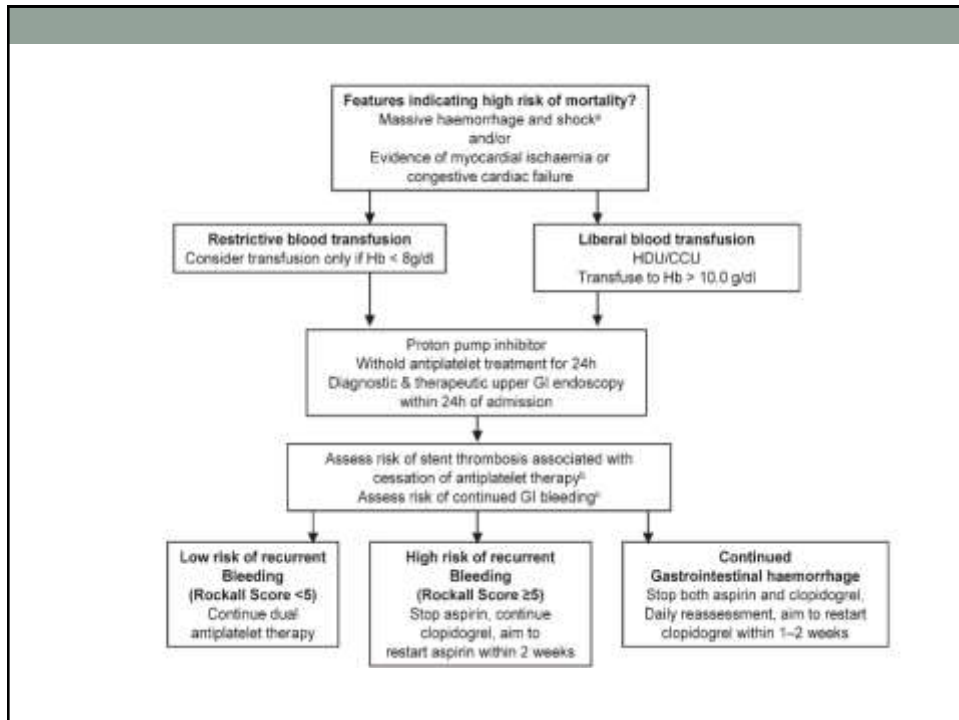 Features indicating high risk of mortality?
Massive haemorrhage and shockᵃ
and/or
Evidence of myocardial ischaemia or
congestive cardiac failure
Restrictive blood transfusion
Consider transfusion only if Hb < 8g/dl
Liberal blood transfusion
HDU/CCU
Transfuse to Hb > 10.0 g/dl
Proton pump inhibitor
Withold antiplatelet treatment for 24h
Diagnostic & therapeutic upper GI endoscopy
within 24h of admission
Assess risk of stent thrombosis associated with
cessation of antiplatelet therapyᵇ
Assess risk of continued GI bleedingᶜ
Low risk of recurrent
Bleeding
(Rockall Score <5)
Continue dual
antiplatelet therapy
High risk of recurrent
Bleeding
(Rockall Score ≥5)
Stop aspirin, continue
clopidogrel, aim to
restart aspirin within 2 weeks
Continued
Gastrointestinal haemorrhage
Stop both aspirin and clopidogrel,
Daily reassessment, aim to restart
clopidogrel within 1–2 weeks